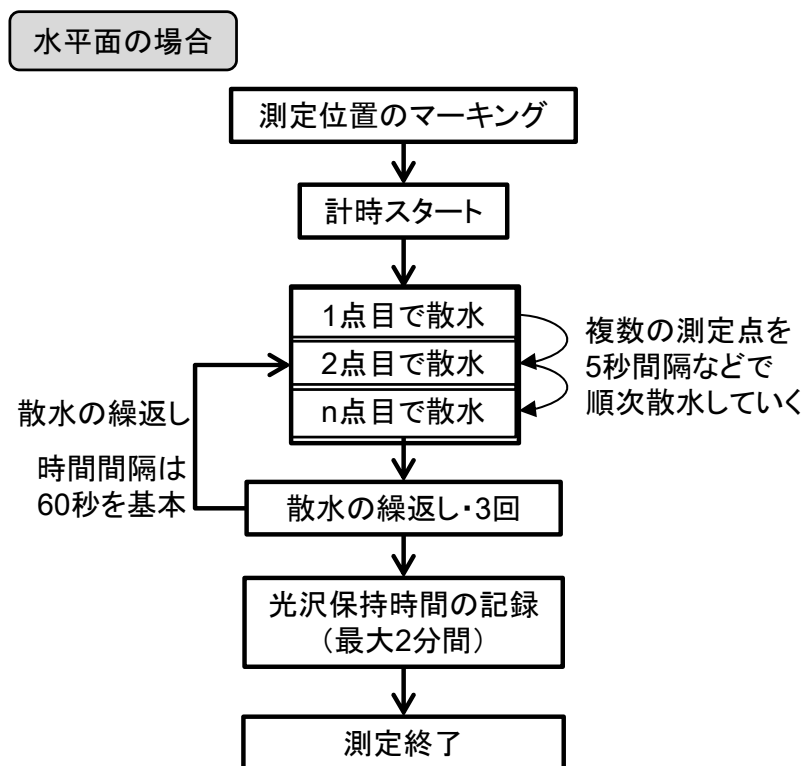 水平面の場合
測定位置のマーキング
計時スタート
1点目で散水
2点目で散水
n点目で散水
複数の測定点を
5秒間隔などで
順次散水していく
散水の繰返し
時間間隔は
60秒を基本
散水の繰返し・3回
光沢保持時間の記録
（最大2分間）
測定終了